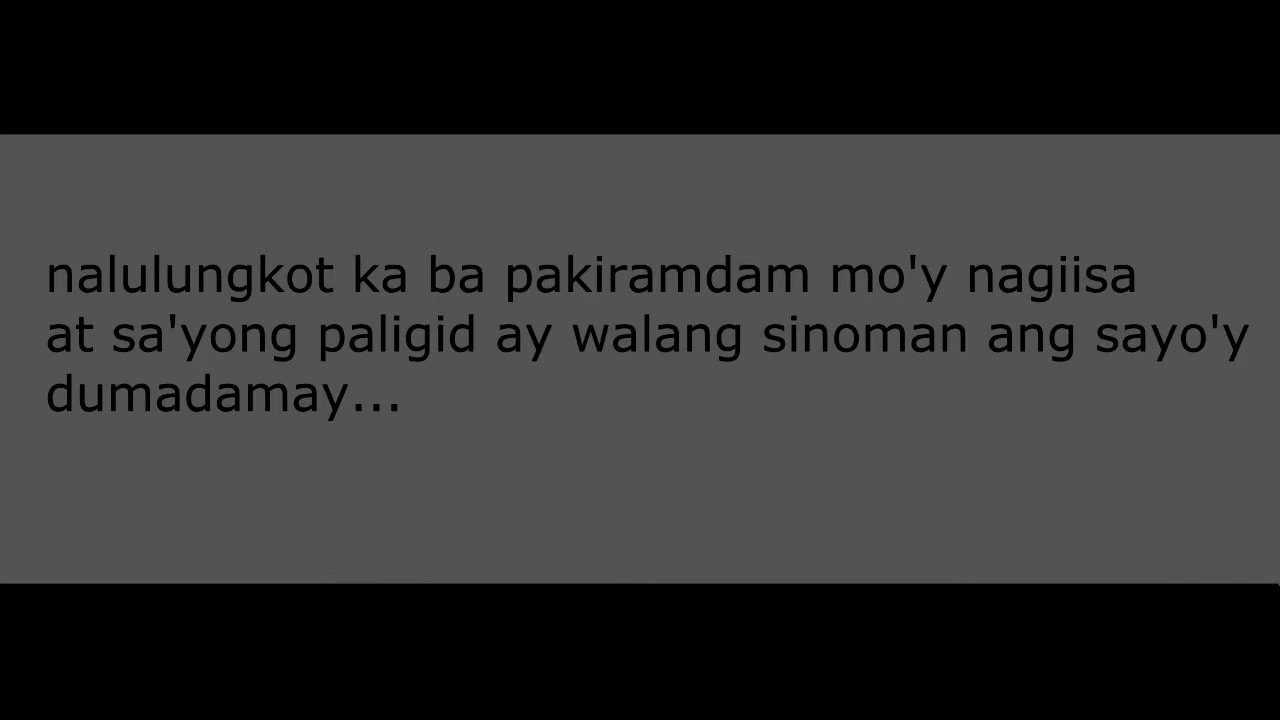 nalulungkot ka ba pakiramdam mo'y nagiisa
at sa'yong paligid ay walang sinoman ang sayo'y
dumadamay...